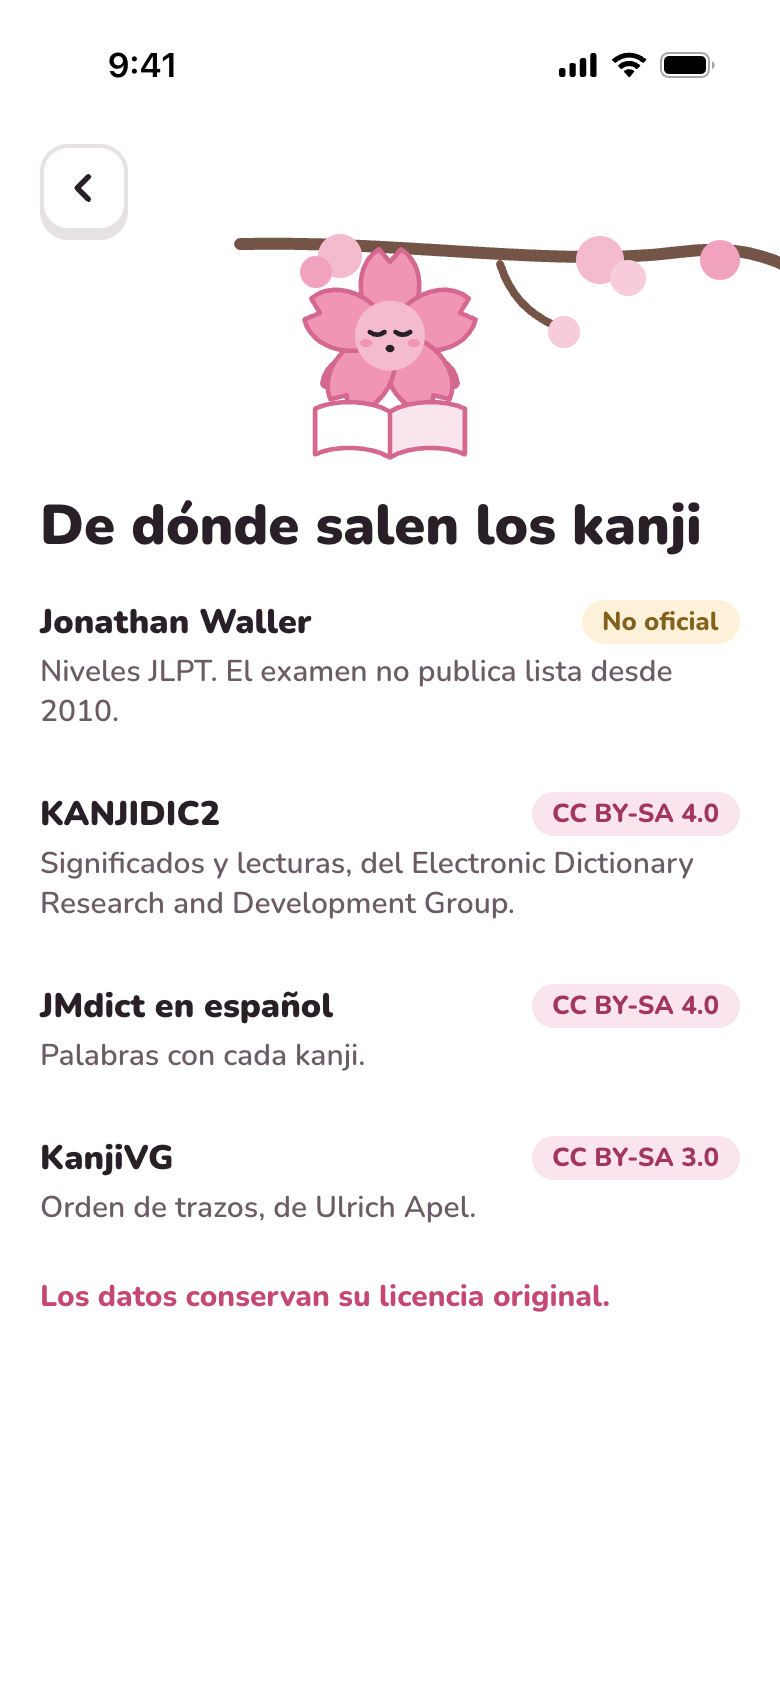 9:41
De dónde salen los kanji
Jonathan Waller
No oficial
Niveles JLPT. El examen no publica lista desde
2010.
KANJIDIC2
CC BY-SA 4.0
Significados y lecturas, del Electronic Dictionary
Research and Development Group.
JMdict en español
CC BY-SA 4.0
Palabras con cada kanji.
KanjiVG
CC BY-SA 3.0
Orden de trazos, de Ulrich Apel.
Los datos conservan su licencia original.